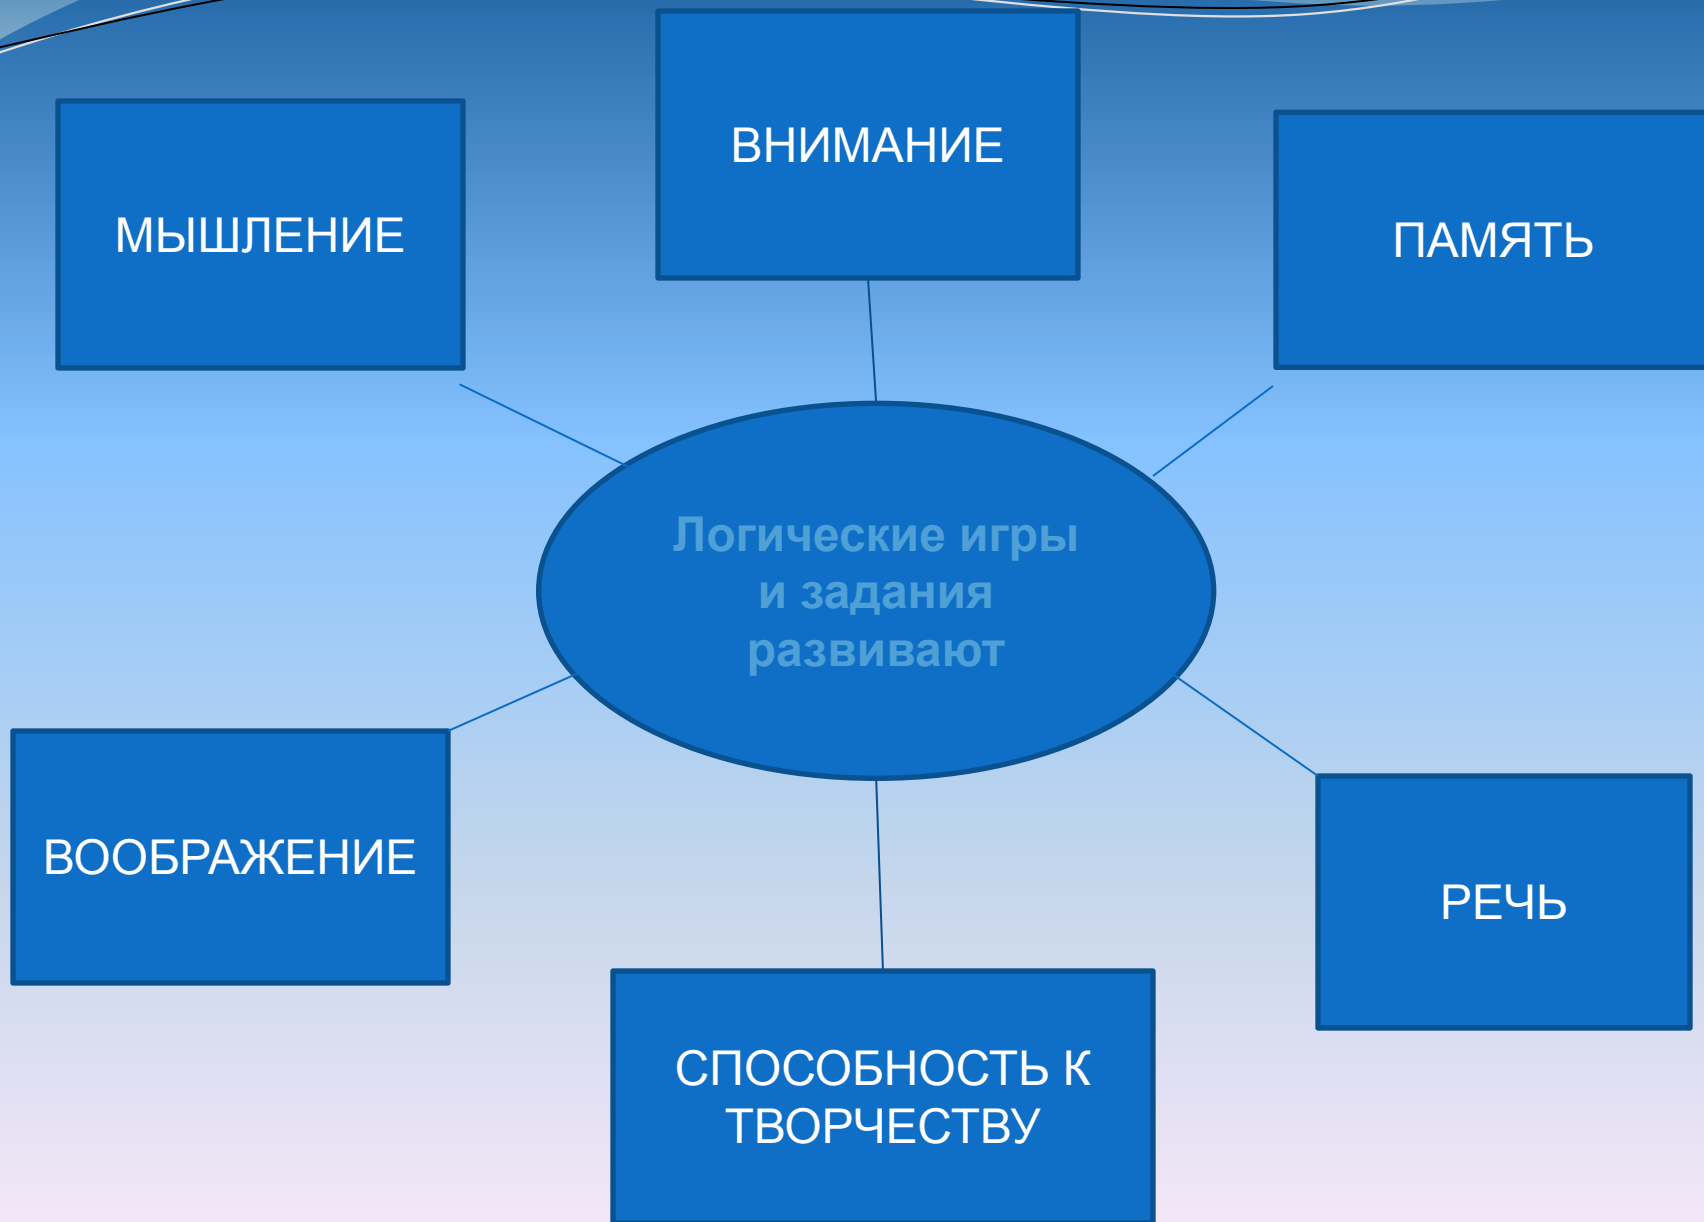 ВНИМАНИЕ
МЫШЛЕНИЕ
ПАМЯТЬ
Логические игры
и задания
развивают
ВООБРАЖЕНИЕ
РЕЧЬ
СПОСОБНОСТЬ К
ТВОРЧЕСТВУ